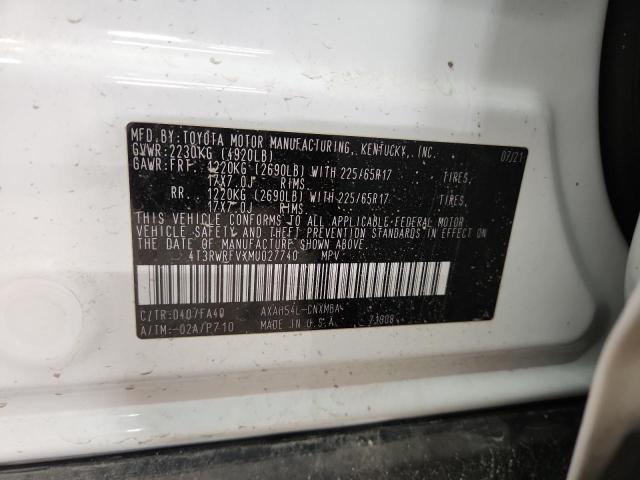 MFD. BY: TOYOTA MOTOR MANUFACTURING, KENTUCKY, INC. 07/21
GVWR: 2230KG (4920LB)
GAWR: FRT. 1220KG (2690LB) WITH 225/65R17 TIRES,
17X7.0J RIMS,
RR. 1220KG (2690LB) WITH 225/65R17 TIRES,
17X7.0J RIMS.
THIS VEHICLE CONFORMS TO ALL APPLICABLE FEDERAL MOTOR
VEHICLE SAFETY AND THEFT PREVENTION STANDARDS IN
EFFECT ON THE DATE OF MANUFACTURE SHOWN ABOVE.
4T3RWRFVXMU027740 MPV
C/TR: 040/FA40 AXAH54L-CNXMBA
A/TM: -02A/P710 MADE IN U.S.A. 73808